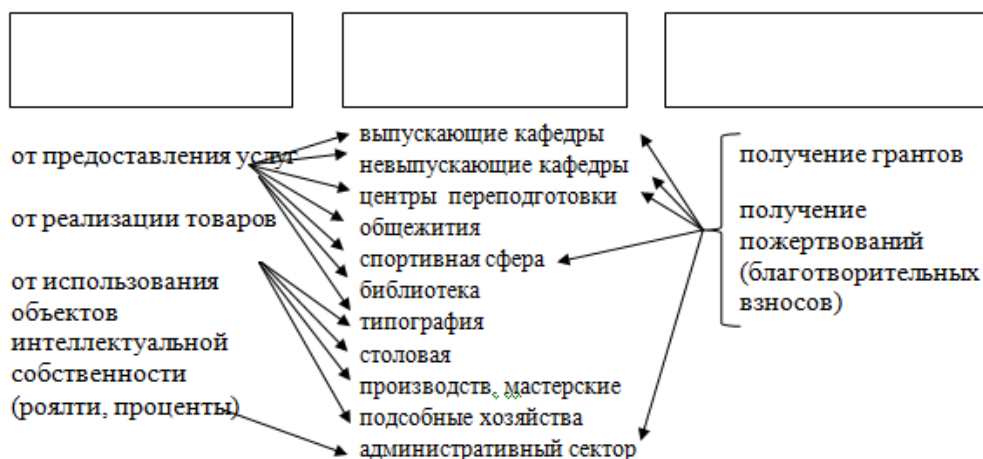 от предоставления услуг
от реализации товаров
от использования
объектов
интеллектуальной
собственности
(роялти, проценты)
выпускающие кафедры
невыпускающие кафедры
центры переподготовки
общежития
спортивная сфера
библиотека
типография
столовая
производств, мастерские
подсобные хозяйства
административный сектор
получение грантов
получение
пожертвований
(благотворительных
взносов)